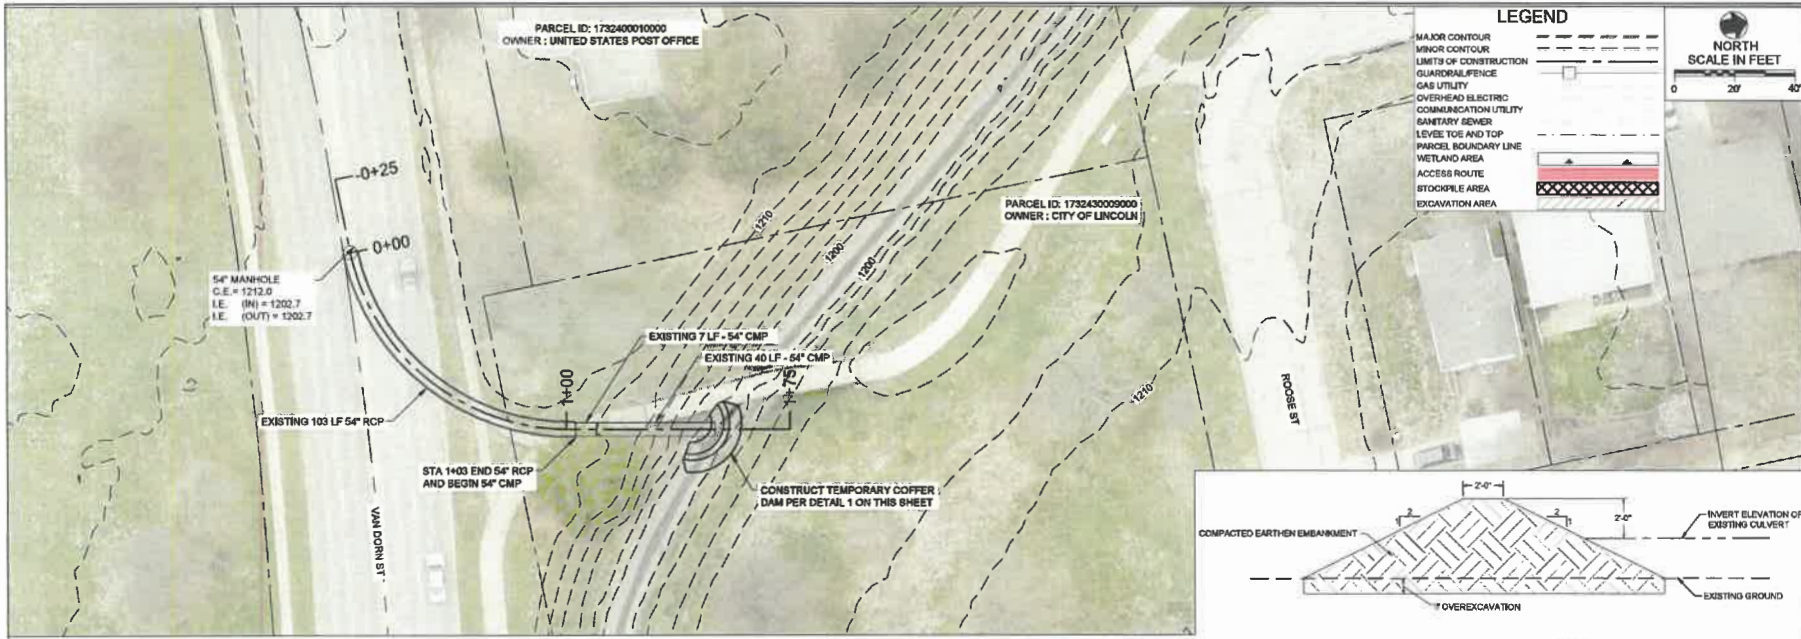 PARCEL ID: 1732400010000
OWNER : UNITED STATES POST OFFICE
-0+25
0+00
54" MANHOLE
C.E.= 1212.0
I.E. (IN) = 1202.7
I.E. (OUT) = 1202.7
EXISTING 103 LF 54" RCP
VAN DORN ST
1+00
STA 1+03 END 54" RCP
AND BEGIN 54" CMP
EXISTING 7 LF - 54" CMP
EXISTING 40 LF - 54" CMP
1+75
CONSTRUCT TEMPORARY COFFER
DAM PER DETAIL 1 ON THIS SHEET
1210
1200
1200
1210
PARCEL ID: 1732430009000
OWNER : CITY OF LINCOLN
ROOSE ST
LEGEND
MAJOR CONTOUR
MINOR CONTOUR
LIMITS OF CONSTRUCTION
GUARDRAIL/FENCE
GAS UTILITY
OVERHEAD ELECTRIC
COMMUNICATION UTILITY
SANITARY SEWER
LEVEE TOE AND TOP
PARCEL BOUNDARY LINE
WETLAND AREA
ACCESS ROUTE
STOCKPILE AREA
EXCAVATION AREA
NORTH
SCALE IN FEET
0 20' 40'
2'-0"
2
1
2
1
2'-0"
INVERT ELEVATION OF
EXISTING CULVERT
COMPACTED EARTHEN EMBANKMENT
OVEREXCAVATION
EXISTING GROUND